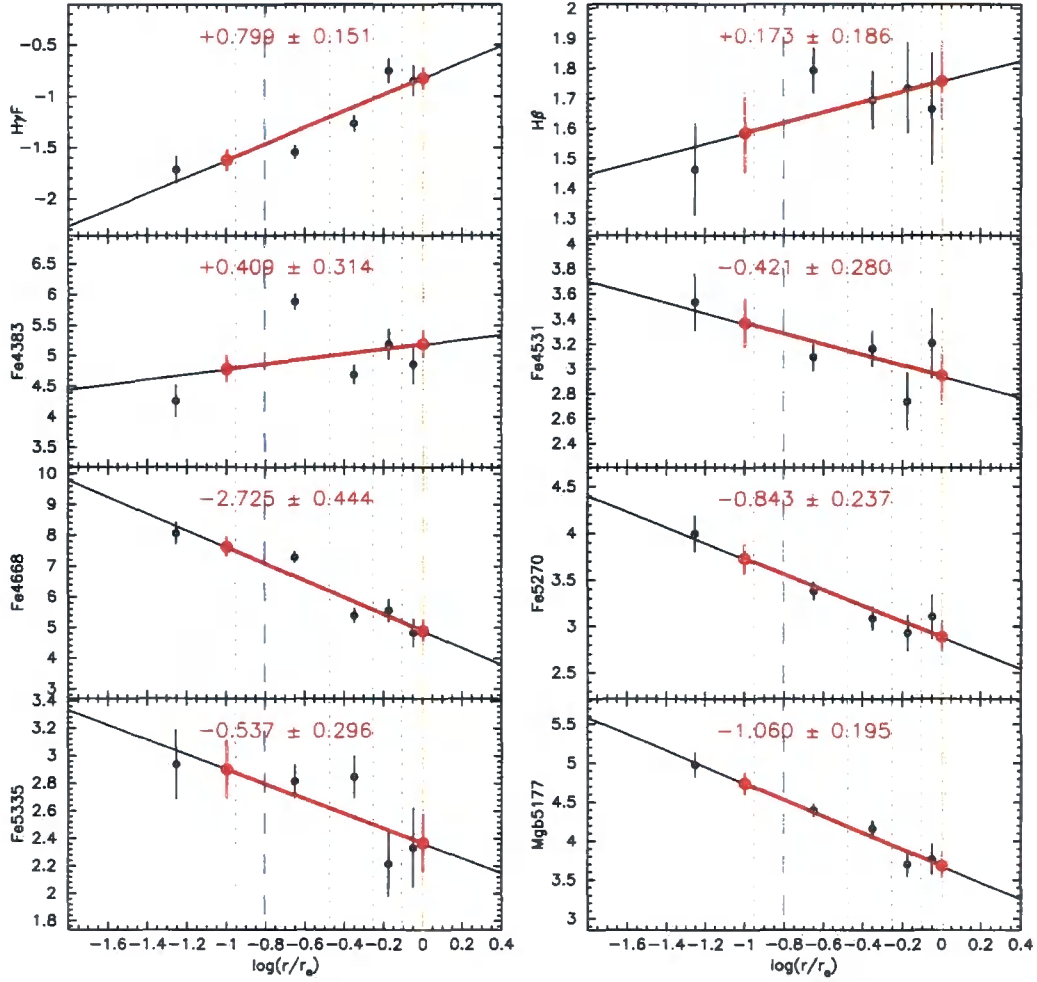 +0.799 ± 0.151
HγF
−0.5
−1
−1.5
−2
+0.173 ± 0.186
Hβ
2
1.9
1.8
1.7
1.6
1.5
1.4
1.3
+0.409 ± 0.314
Fe4383
6.5
6
5.5
5
4.5
4
3.5
−0.421 ± 0.280
Fe4531
4
3.8
3.6
3.4
3.2
3
2.8
2.6
2.4
2.2
−2.725 ± 0.444
Fe4668
10
9
8
7
6
5
4
3
−0.843 ± 0.237
Fe5270
4.5
4
3.5
3
2.5
−0.537 ± 0.296
Fe5335
3.4
3.2
3
2.8
2.6
2.4
2.2
2
1.8
−1.060 ± 0.195
Mgb5177
5.5
5
4.5
4
3.5
3
−1.6 −1.4 −1.2 −1 −0.8 −0.6 −0.4 −0.2 0 0.2 0.4
log(r/rₑ)
−1.6 −1.4 −1.2 −1 −0.8 −0.6 −0.4 −0.2 0 0.2 0.4
log(r/rₑ)